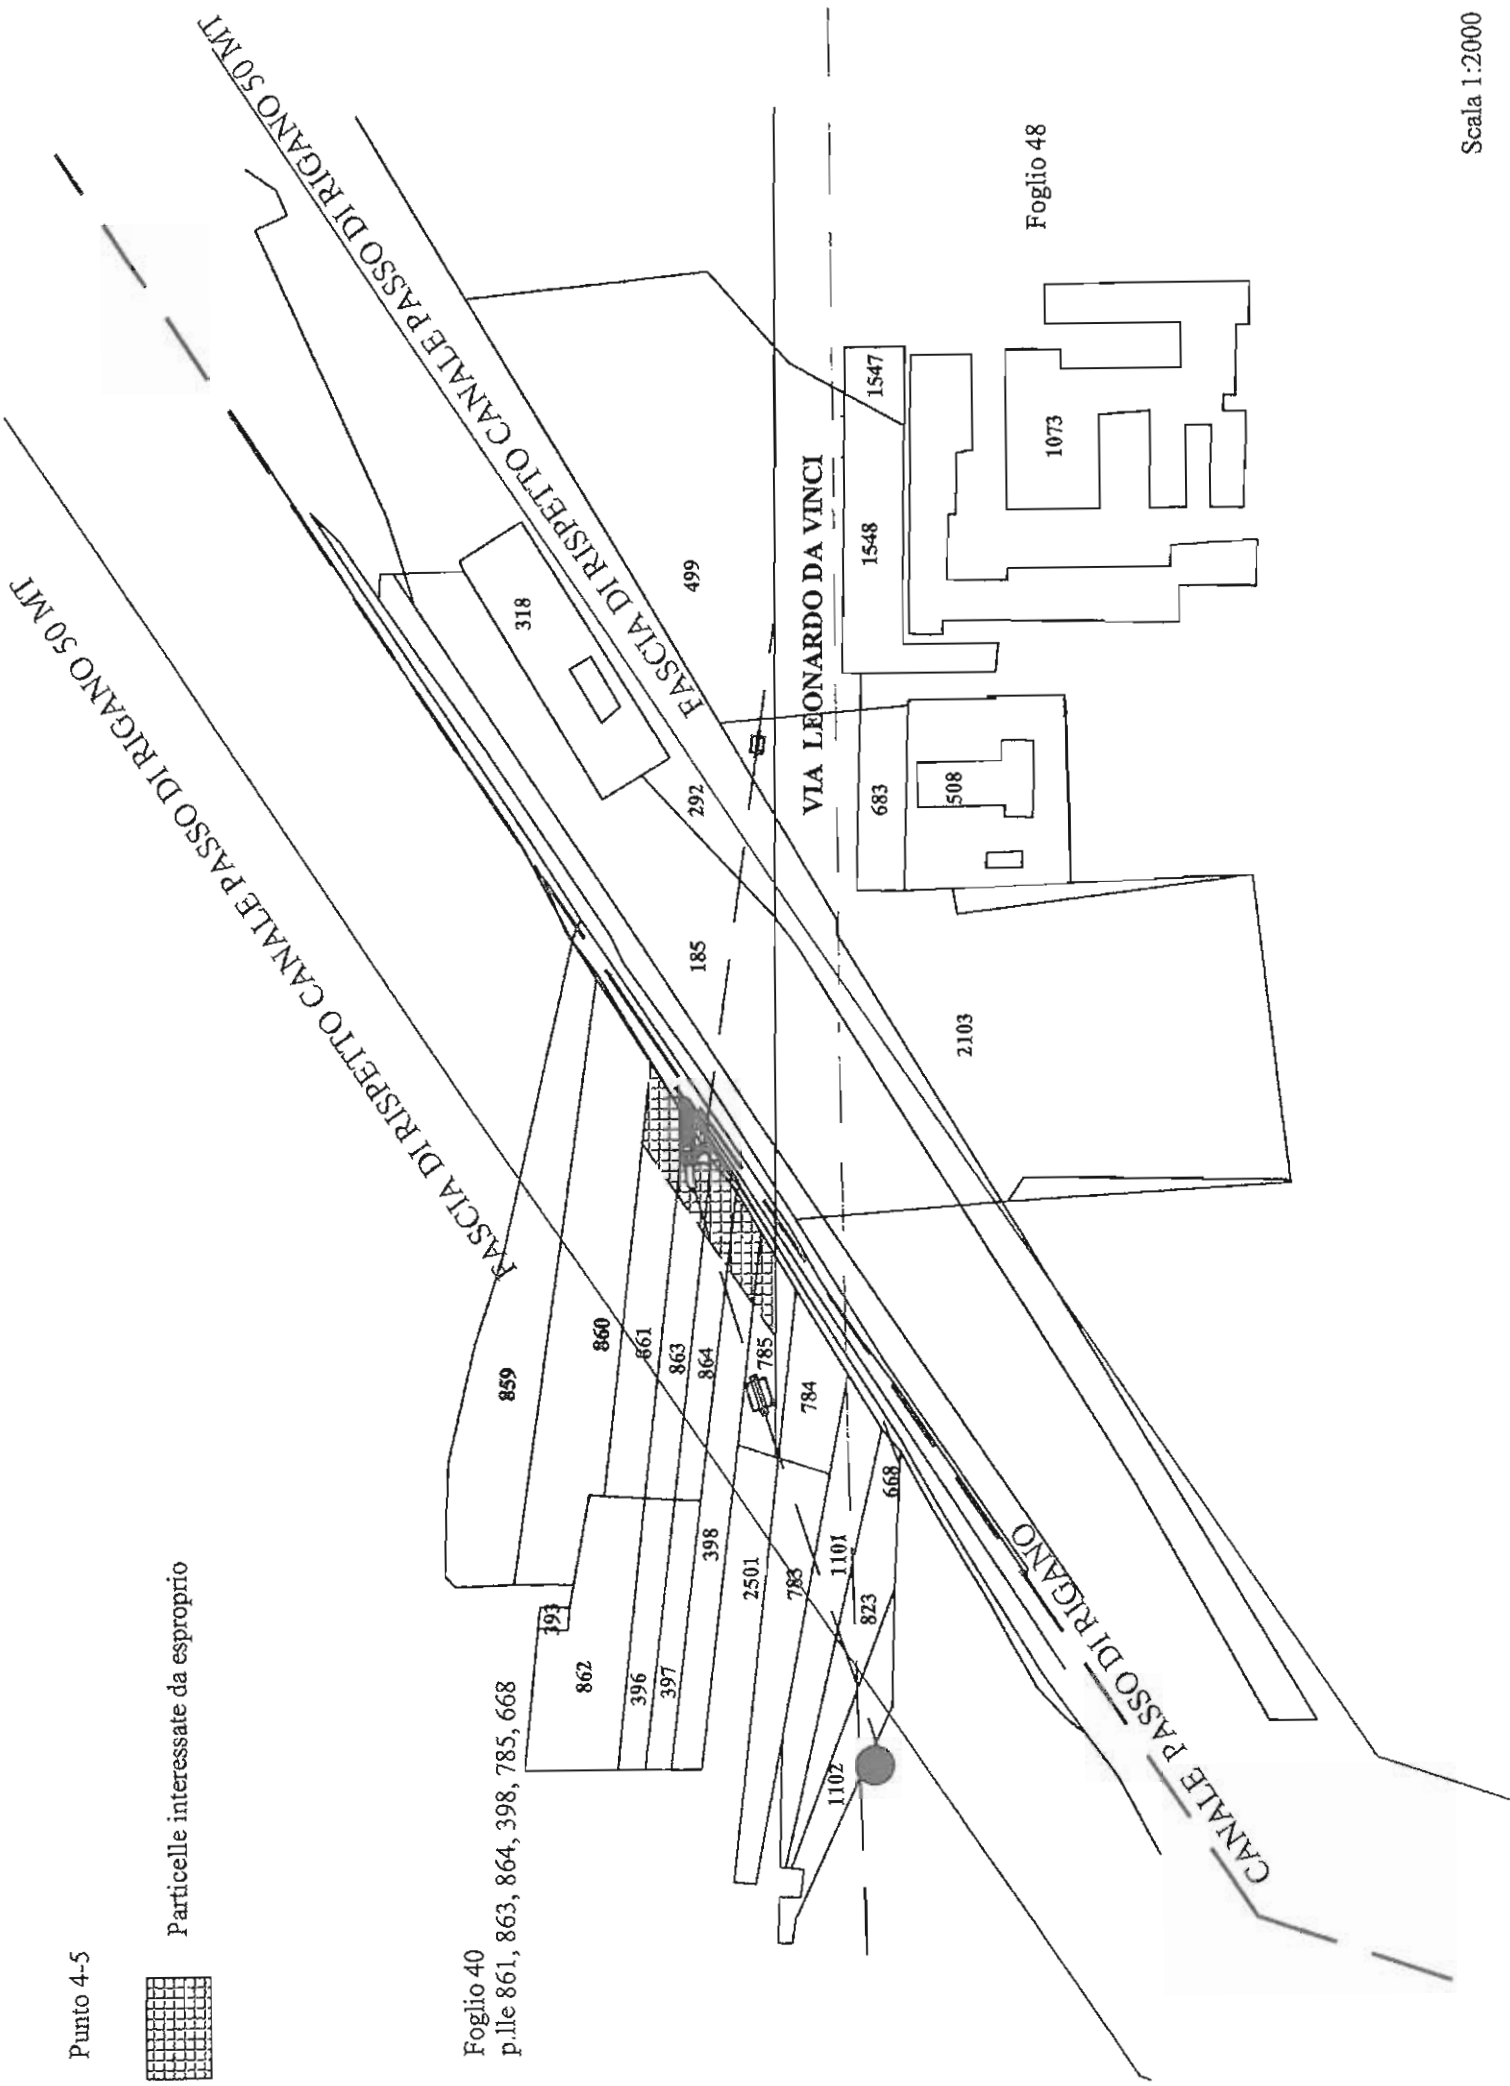 Punto 4-5
Particelle interessate da esproprio
Foglio 40
p.lle 861, 863, 864, 398, 785, 668
FASCIA DI RISPETTO CANALE PASSO DI RIGANO 50 MT
FASCIA DI RISPETTO CANALE PASSO DI RIGANO 50 MT
859
860
861
863
864
785
784
393
862
396
397
398
2501
783
1101
823
668
1102
318
292
185
499
VIA LEONARDO DA VINCI
683
508
1548
1547
1073
2103
CANALE PASSO DI RIGANO
Foglio 48
Scala 1:2000